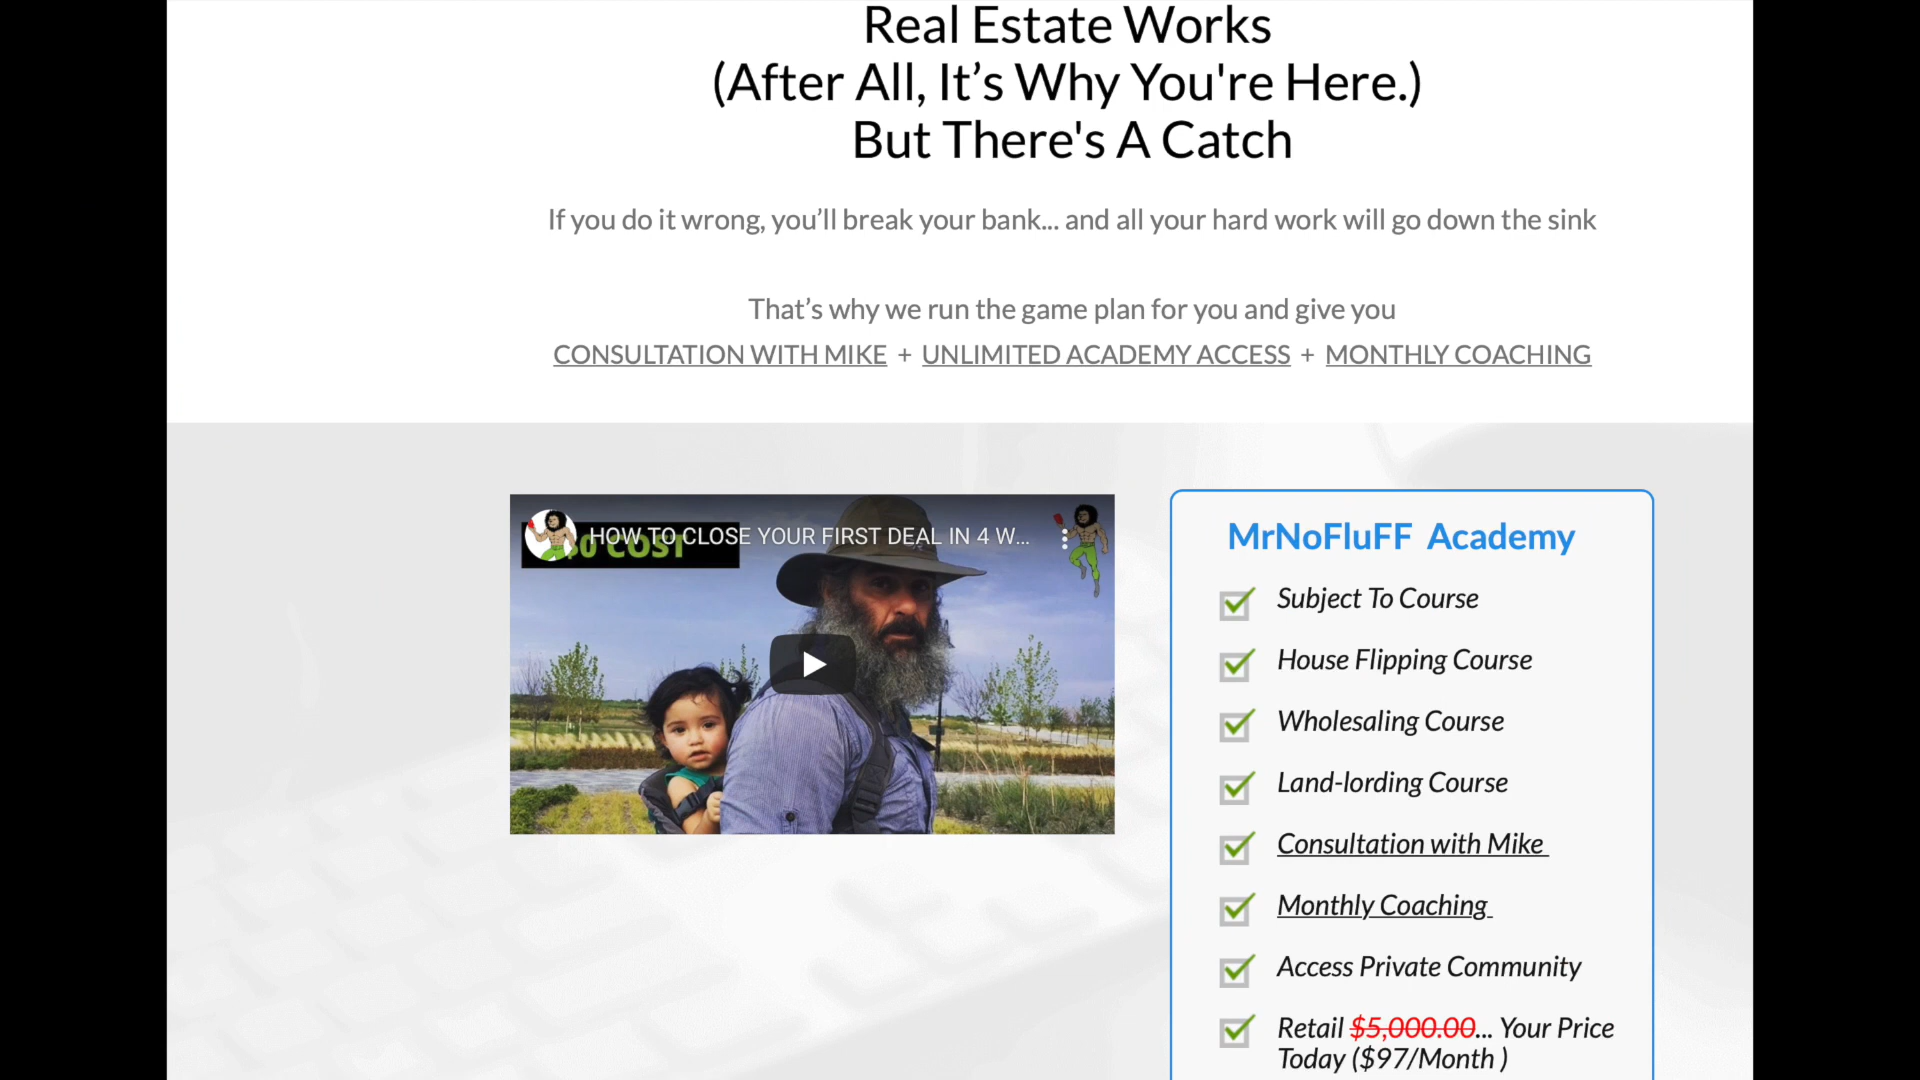 Real Estate Works
(After All, It’s Why You're Here.)
But There's A Catch
If you do it wrong, you’ll break your bank... and all your hard work will go down the sink
That’s why we run the game plan for you and give you
CONSULTATION WITH MIKE + UNLIMITED ACADEMY ACCESS + MONTHLY COACHING
HOW TO CLOSE YOUR FIRST DEAL IN 4 W...
$0 COST
MrNoFluFF Academy
Subject To Course
House Flipping Course
Wholesaling Course
Land-lording Course
Consultation with Mike
Monthly Coaching
Access Private Community
Retail $5,000.00... Your Price
Today ($97/Month )